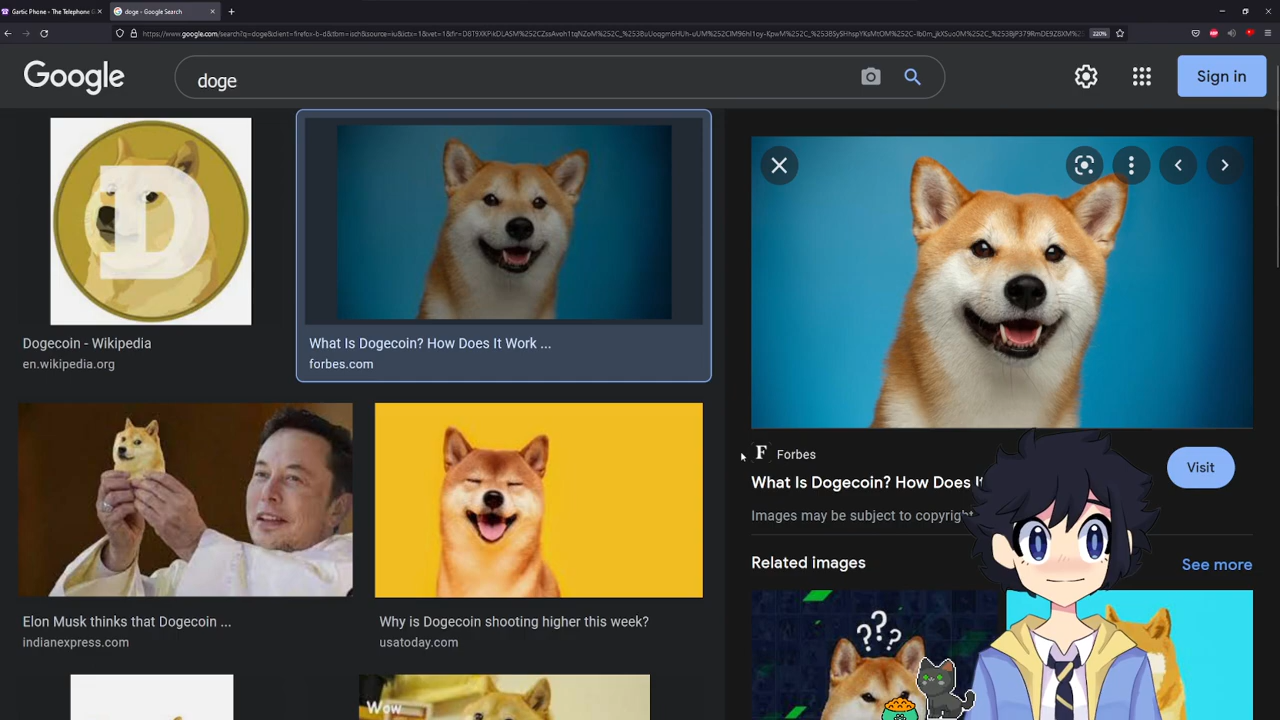 Gartic Phone - The Telephone G
doge - Google Search
220%
Google
doge
Sign in
D
Dogecoin - Wikipedia
en.wikipedia.org
What Is Dogecoin? How Does It Work ...
forbes.com
Elon Musk thinks that Dogecoin ...
indianexpress.com
Why is Dogecoin shooting higher this week?
usatoday.com
Wow
F Forbes
Visit
What Is Dogecoin? How Does I
Images may be subject to copyright
Related images
See more
???